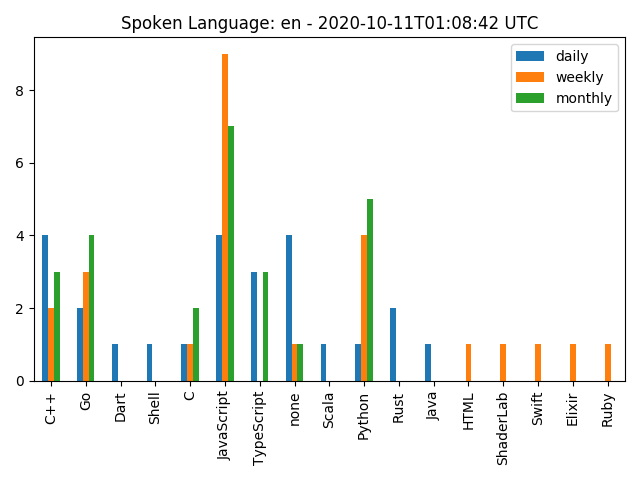 Spoken Language: en - 2020-10-11T01:08:42 UTC
daily
weekly
monthly
8
6
4
2
0
C++
Go
Dart
Shell
C
JavaScript
TypeScript
none
Scala
Python
Rust
Java
HTML
ShaderLab
Swift
Elixir
Ruby